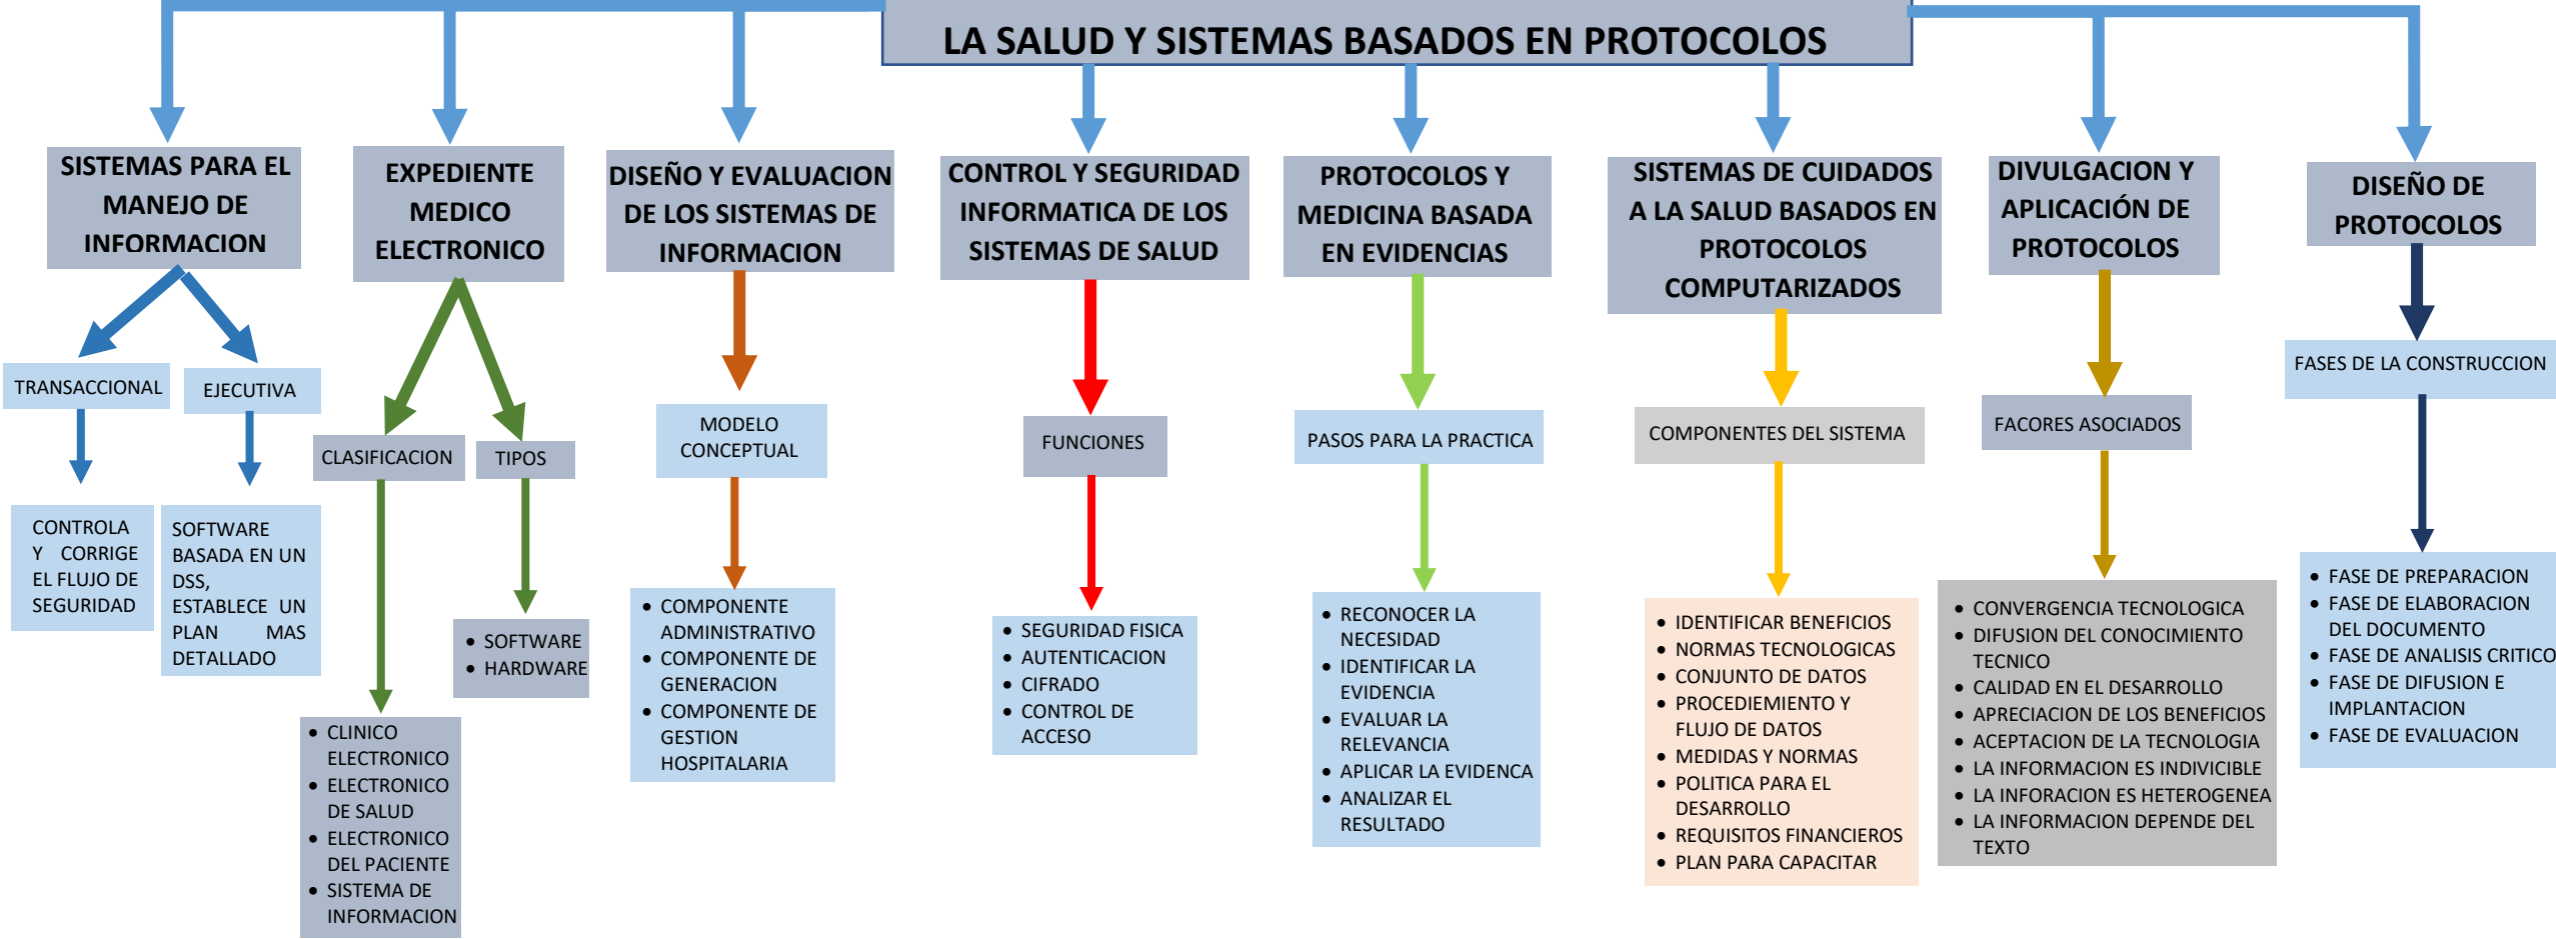 LA SALUD Y SISTEMAS BASADOS EN PROTOCOLOS
SISTEMAS PARA EL
MANEJO DE
INFORMACION
TRANSACCIONAL
EJECUTIVA
CONTROLA
Y CORRIGE
EL FLUJO DE
SEGURIDAD
SOFTWARE
BASADA EN UN
DSS,
ESTABLECE UN
PLAN MAS
DETALLADO
EXPEDIENTE
MEDICO
ELECTRONICO
CLASIFICACION
TIPOS
• CLINICO
ELECTRONICO
• ELECTRONICO
DE SALUD
• ELECTRONICO
DEL PACIENTE
• SISTEMA DE
INFORMACION
• SOFTWARE
• HARDWARE
DISEÑO Y EVALUACION
DE LOS SISTEMAS DE
INFORMACION
MODELO
CONCEPTUAL
• COMPONENTE
ADMINISTRATIVO
• COMPONENTE DE
GENERACION
• COMPONENTE DE
GESTION
HOSPITALARIA
CONTROL Y SEGURIDAD
INFORMATICA DE LOS
SISTEMAS DE SALUD
FUNCIONES
• SEGURIDAD FISICA
• AUTENTICACION
• CIFRADO
• CONTROL DE
ACCESO
PROTOCOLOS Y
MEDICINA BASADA
EN EVIDENCIAS
PASOS PARA LA PRACTICA
• RECONOCER LA
NECESIDAD
• IDENTIFICAR LA
EVIDENCIA
• EVALUAR LA
RELEVANCIA
• APLICAR LA EVIDENCA
• ANALIZAR EL
RESULTADO
SISTEMAS DE CUIDADOS
A LA SALUD BASADOS EN
PROTOCOLOS
COMPUTARIZADOS
COMPONENTES DEL SISTEMA
• IDENTIFICAR BENEFICIOS
• NORMAS TECNOLOGICAS
• CONJUNTO DE DATOS
• PROCEDIEMIENTO Y
FLUJO DE DATOS
• MEDIDAS Y NORMAS
• POLITICA PARA EL
DESARROLLO
• REQUISITOS FINANCIEROS
• PLAN PARA CAPACITAR
DIVULGACION Y
APLICACIÓN DE
PROTOCOLOS
FACORES ASOCIADOS
• CONVERGENCIA TECNOLOGICA
• DIFUSION DEL CONOCIMIENTO
TECNICO
• CALIDAD EN EL DESARROLLO
• APRECIACION DE LOS BENEFICIOS
• ACEPTACION DE LA TECNOLOGIA
• LA INFORMACION ES INDIVICIBLE
• LA INFORACION ES HETEROGENEA
• LA INFORMACION DEPENDE DEL
TEXTO
DISEÑO DE
PROTOCOLOS
FASES DE LA CONSTRUCCION
• FASE DE PREPARACION
• FASE DE ELABORACION
DEL DOCUMENTO
• FASE DE ANALISIS CRITICO
• FASE DE DIFUSION E
IMPLANTACION
• FASE DE EVALUACION